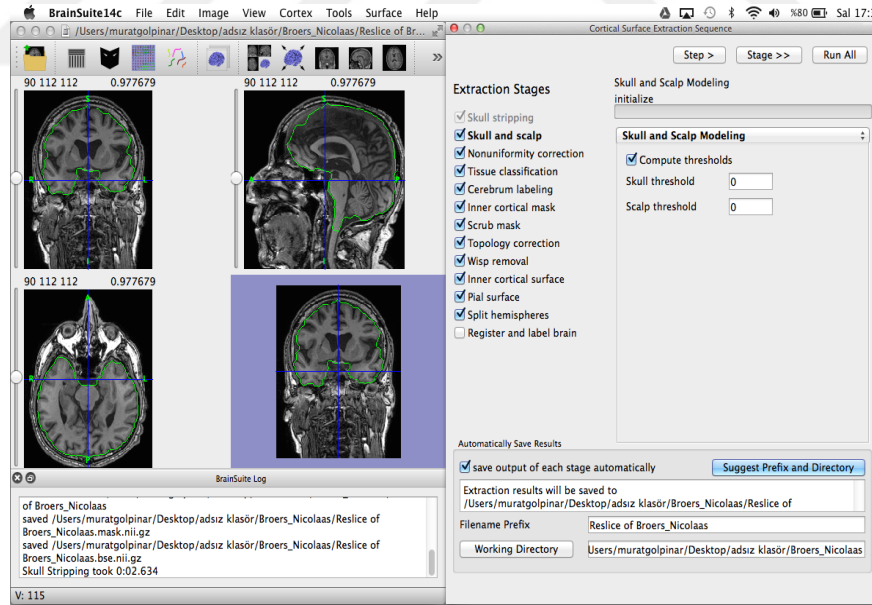 BrainSuite14c File Edit Image View Cortex Tools Surface Help %80 Sal 17:
/Users/muratgolpinar/Desktop/adsız klasör/Broers_Nicolaas/Reslice of Br...
Cortical Surface Extraction Sequence
»
Step > Stage >> Run All
90 112 112 0.977679 90 112 112 0.977679
Extraction Stages
Skull and Scalp Modeling
initialize
Skull stripping
Skull and scalp
Nonuniformity correction
Tissue classification
Cerebrum labeling
Inner cortical mask
Scrub mask
Topology correction
Wisp removal
Inner cortical surface
Pial surface
Split hemispheres
Register and label brain
Skull and Scalp Modeling
Compute thresholds
Skull threshold 0
Scalp threshold 0
S S
R L A P
I I
90 112 112 0.977679
A
R L
P
Automatically Save Results
save output of each stage automatically Suggest Prefix and Directory
Extraction results will be saved to
/Users/muratgolpinar/Desktop/adsız klasör/Broers_Nicolaas/Reslice of
Filename Prefix Reslice of Broers_Nicolaas
Working Directory Users/muratgolpinar/Desktop/adsız klasör/Broers_Nicolaas
BrainSuite Log
of Broers_Nicolaas
saved /Users/muratgolpinar/Desktop/adsız klasör/Broers_Nicolaas/Reslice of
Broers_Nicolaas.mask.nii.gz
saved /Users/muratgolpinar/Desktop/adsız klasör/Broers_Nicolaas/Reslice of
Broers_Nicolaas.bse.nii.gz
Skull Stripping took 0:02.634
V: 115